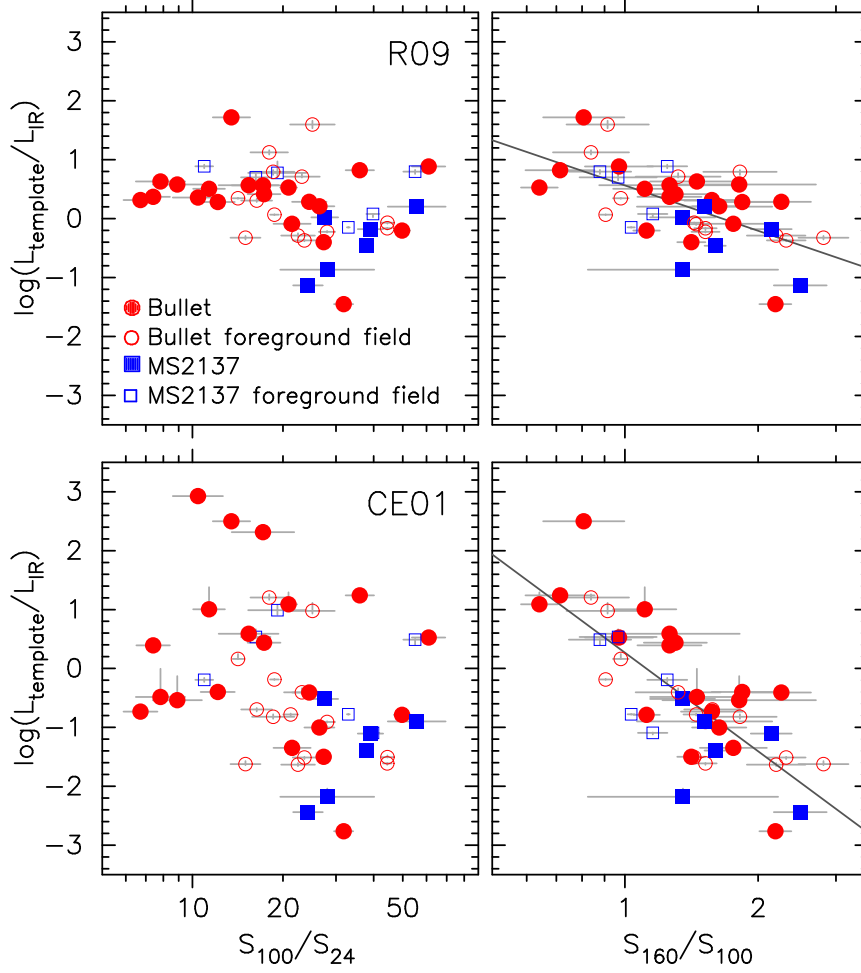 R09
3
2
1
0
−1
−2
−3
log(L_template/L_IR)
Bullet
Bullet foreground field
MS2137
MS2137 foreground field
CE01
3
2
1
0
−1
−2
−3
log(L_template/L_IR)
10 20 50
1 2
S_100/S_24
S_160/S_100